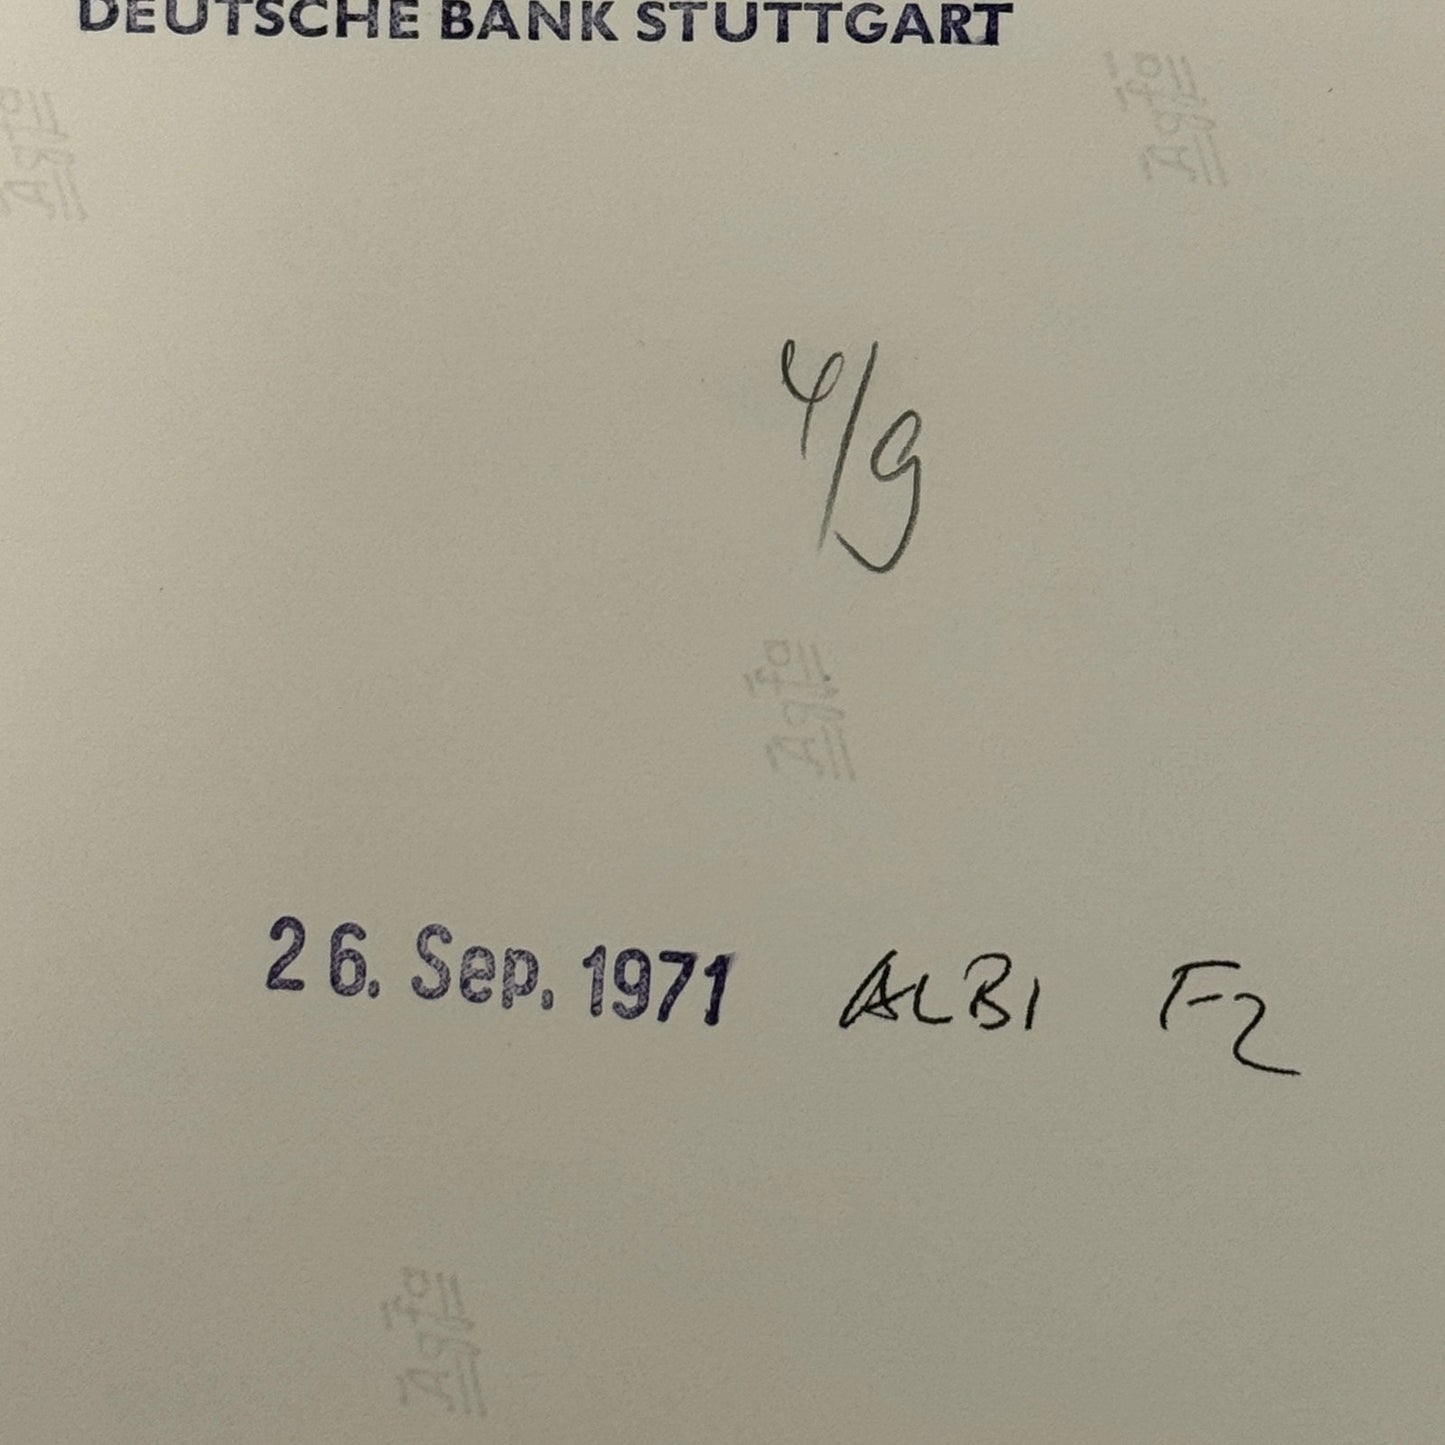 DEUTSCHE BANK STUTTGART
4/9
26. Sep. 1971 ALBI F2